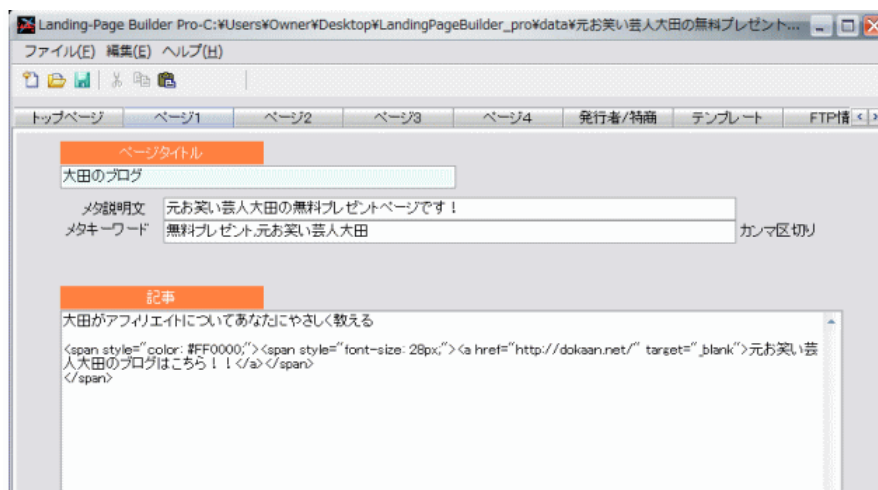 Landing-Page Builder Pro-C:¥Users¥Owner¥Desktop¥LandingPageBuilder_pro¥data¥元お笑い芸人大田の無料プレゼント...
ファイル(F) 編集(E) ヘルプ(H)
トップページ ページ1 ページ2 ページ3 ページ4 発行者/特商 テンプレート FTP情
ページタイトル
大田のブログ
メタ説明文 元お笑い芸人大田の無料プレゼントページです！
メタキーワード 無料プレゼント,元お笑い芸人大田 カンマ区切り
記事
大田がアフィリエイトについてあなたにやさしく教える
<span style="color: #FF0000;"><span style="font-size: 28px;"><a href="http://dokaan.net/" target="_blank">元お笑い芸
人大田のブログはこちら！！</a></span>
</span>